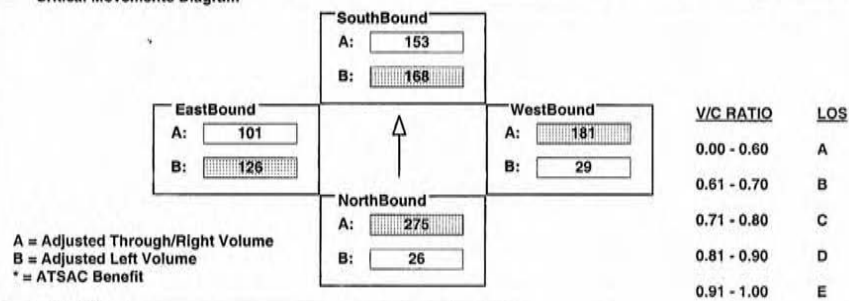 Critical Movements Diagram
SouthBound
A: 153
B: 168
EastBound
A: 101
B: 126
WestBound
A: 181
B: 29
NorthBound
A: 275
B: 26
A = Adjusted Through/Right Volume
B = Adjusted Left Volume
* = ATSAC Benefit
V/C RATIO LOS
0.00 - 0.60 A
0.61 - 0.70 B
0.71 - 0.80 C
0.81 - 0.90 D
0.91 - 1.00 E